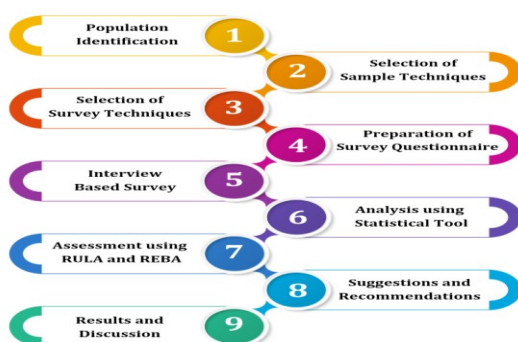 Population
Identification
1
2
Selection of
Sample Techniques
Selection of
Survey Techniques
3
4
Preparation of
Survey Questionnaire
Interview
Based Survey
5
6
Analysis using
Statistical Tool
Assessment using
RULA and REBA
7
8
Suggestions and
Recommendations
Results and
Discussion
9